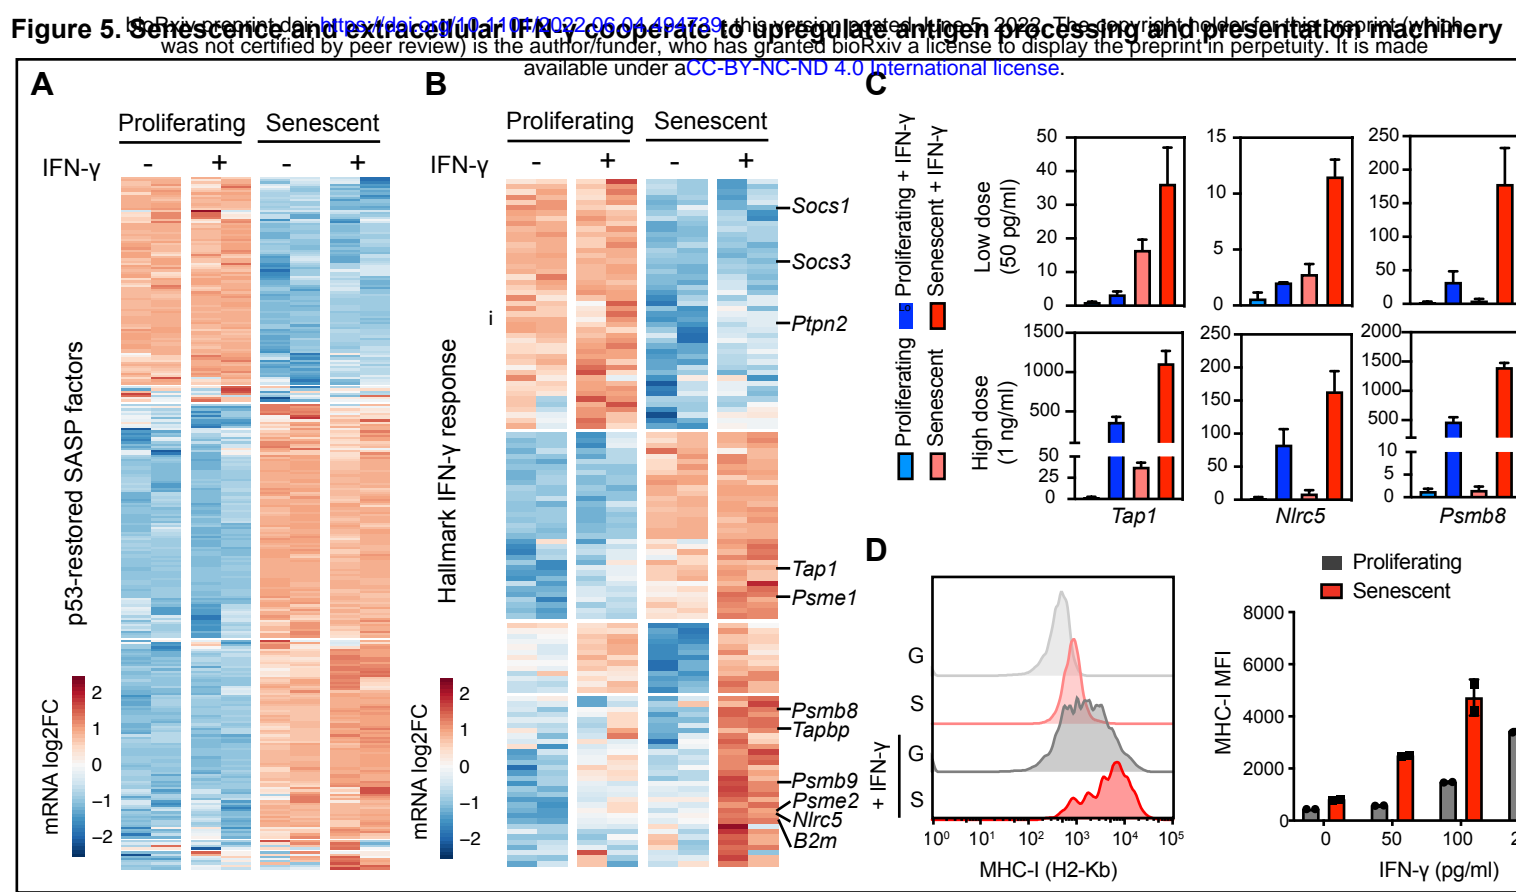 bioRxiv preprint doi: https://doi.org/10.1101/2022.06.04.494739; this version posted June 5, 2022. The copyright holder for this preprint (which
Figure 5. Senescence and extracellular IFN-γ cooperate to upregulate antigen processing and presentation machinery
was not certified by peer review) is the author/funder, who has granted bioRxiv a license to display the preprint in perpetuity. It is made
available under aCC-BY-NC-ND 4.0 International license.
A
Proliferating Senescent
IFN-γ - + - +
p53-restored SASP factors
mRNA log2FC
2
1
0
−1
−2
B
Proliferating Senescent
IFN-γ - + - +
i
Hallmark IFN-γ response
Socs1
Socs3
Ptpn2
Tap1
Psme1
Psmb8
Tapbp
Psmb9
Psme2
Nlrc5
B2m
mRNA log2FC
2
1
0
−1
−2
C
Proliferating
Proliferating + IFN-γ
Senescent
Senescent + IFN-γ
Low dose
(50 pg/ml)
50
40
30
20
10
0
15
10
5
0
250
200
150
100
50
0
High dose
(1 ng/ml)
1500
1000
500
50
25
0
250
200
150
100
50
0
2000
1500
1000
500
10
5
0
Tap1 Nlrc5 Psmb8
D
G
S
G
S
+ IFN-γ
10⁰ 10¹ 10² 10³ 10⁴ 10⁵
MHC-I (H2-Kb)
Proliferating
Senescent
MHC-I MFI
8000
6000
4000
2000
0
0 50 100 2
IFN-γ (pg/ml)